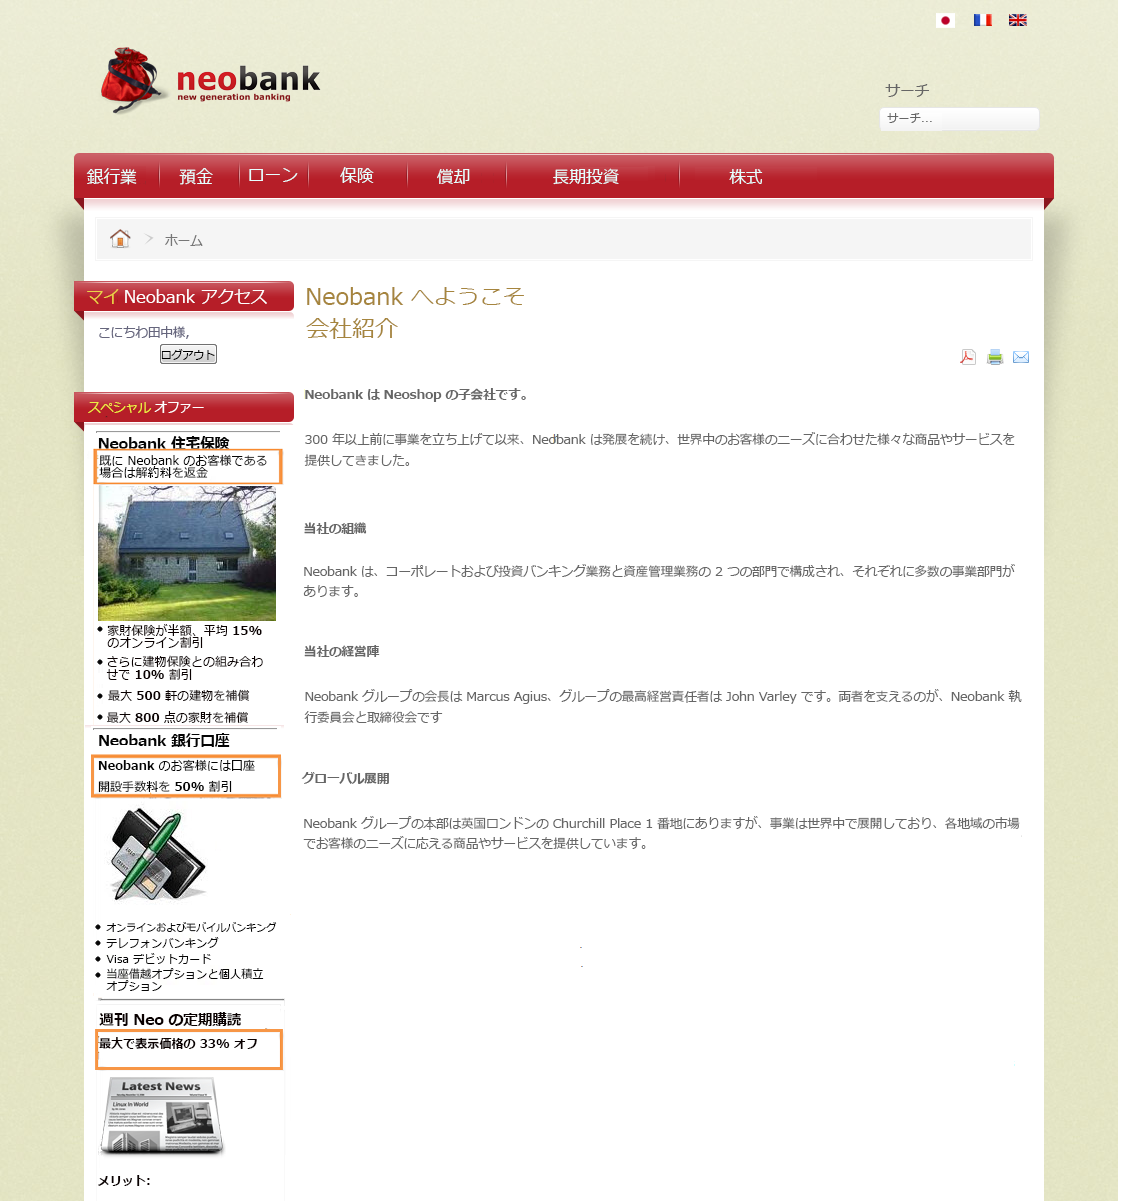 neobank
new generation banking
サーチ
サーチ...
銀行業
預金
ローン
保険
償却
長期投資
株式
ホーム
マイ Neobank アクセス
こにちわ田中様,
ログアウト
スペシャル オファー
Neobank 住宅保険
既に Neobank のお客様である
場合は解約料を返金
• 家財保険が半額、平均 15%
のオンライン割引
• さらに建物保険との組み合わ
せで 10% 割引
• 最大 500 軒の建物を補償
• 最大 800 点の家財を補償
Neobank 銀行口座
Neobank のお客様には口座
開設手数料を 50% 割引
• オンラインおよびモバイルバンキング
• テレフォンバンキング
• Visa デビットカード
• 当座借越オプションと個人積立
オプション
週刊 Neo の定期購読
最大で表示価格の 33% オフ
Latest News
Linux In World
メリット:
Neobank へようこそ
会社紹介
Neobank は Neoshop の子会社です。
300 年以上前に事業を立ち上げて以来、Nedbank は発展を続け、世界中のお客様のニーズに合わせた様々な商品やサービスを
提供してきました。
当社の組織
Neobank は、コーポレートおよび投資バンキング業務と資産管理業務の 2 つの部門で構成され、それぞれに多数の事業部門が
あります。
当社の経営陣
Neobank グループの会長は Marcus Agius、グループの最高経営責任者は John Varley です。両者を支えるのが、Neobank 執
行委員会と取締役会です
グローバル展開
Neobank グループの本部は英国ロンドンの Churchill Place 1 番地にありますが、事業は世界中で展開しており、各地域の市場
でお客様のニーズに応える商品やサービスを提供しています。